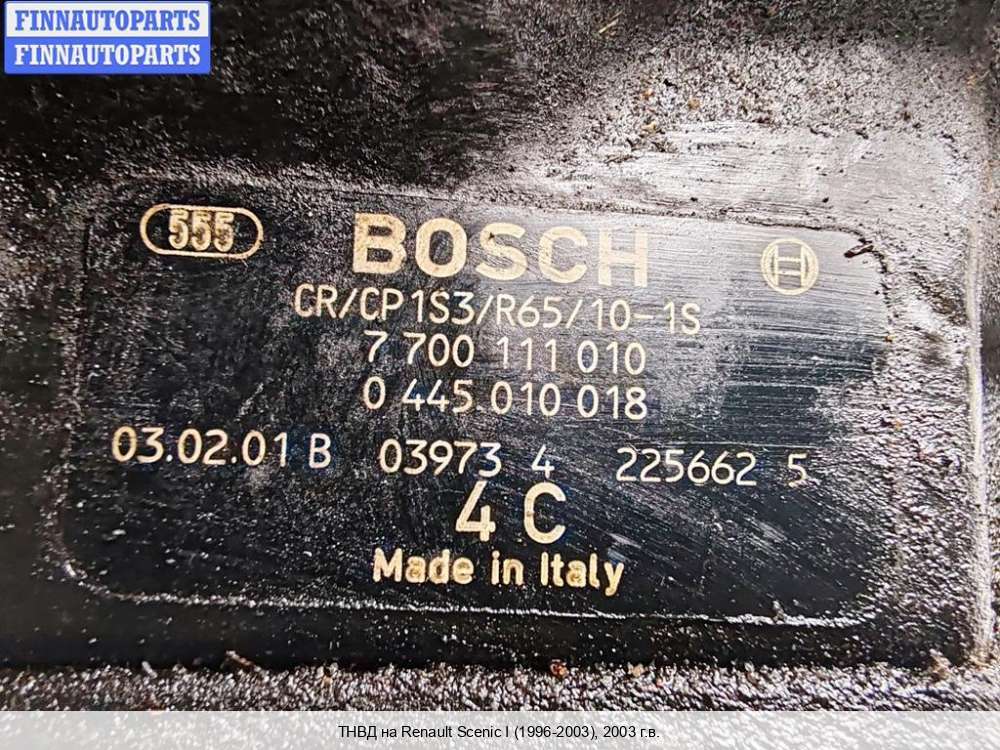 FINNAUTOPARTS
FINNAUTOPARTS
555 BOSCH
CR/CP1S3/R65/10-1S
7 700 111 010
0 445 010 018
03.02.01 B 03973 4 225662 5
4 C
Made in Italy
ТНВД на Renault Scenic I (1996-2003), 2003 г.в.